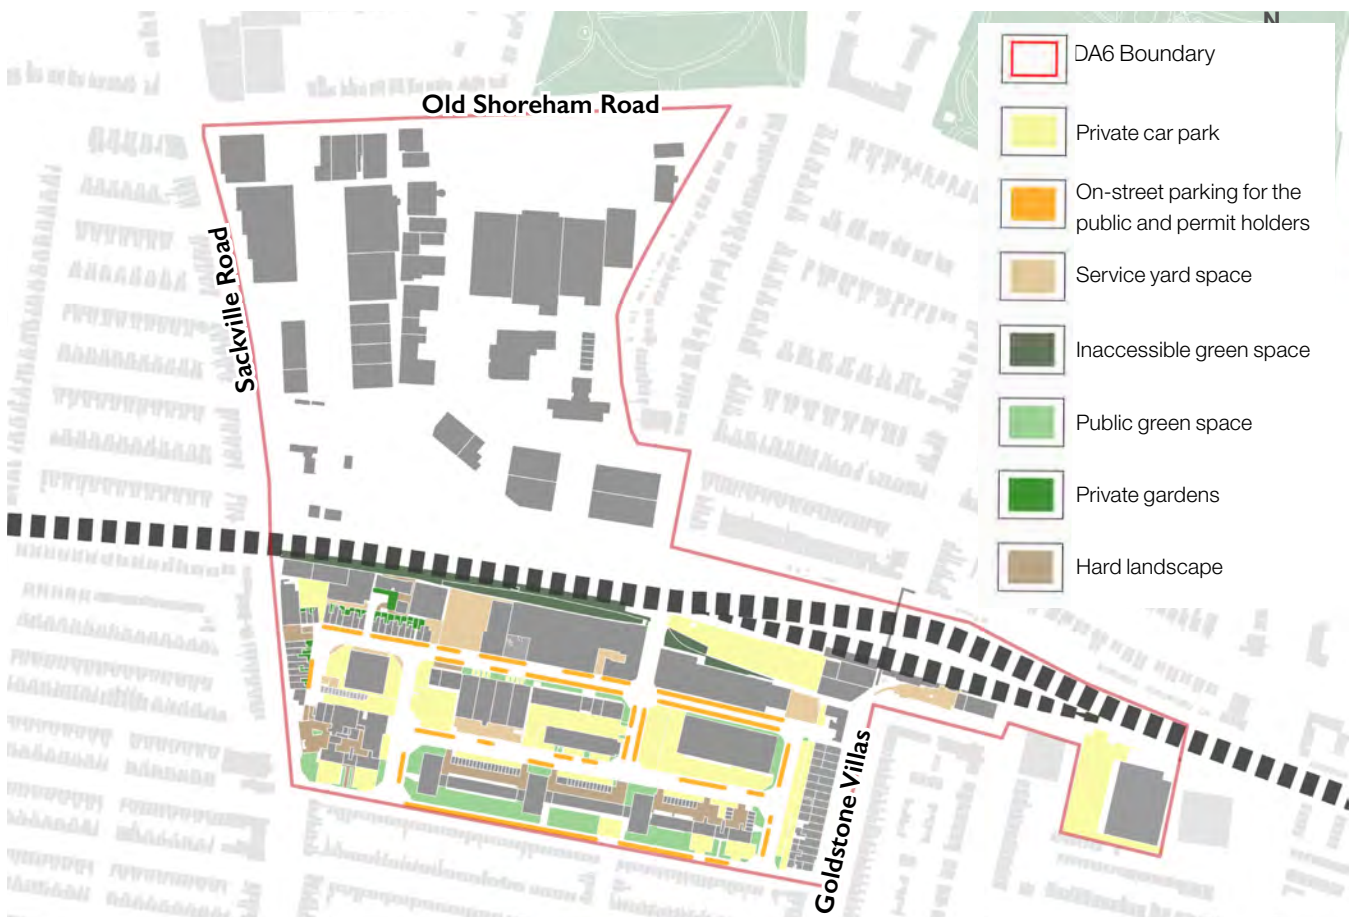 N
Old Shoreham Road
DA6 Boundary
Private car park
On-street parking for the
public and permit holders
Service yard space
Sackville Road
Inaccessible green space
Public green space
Private gardens
Hard landscape
Goldstone Villas